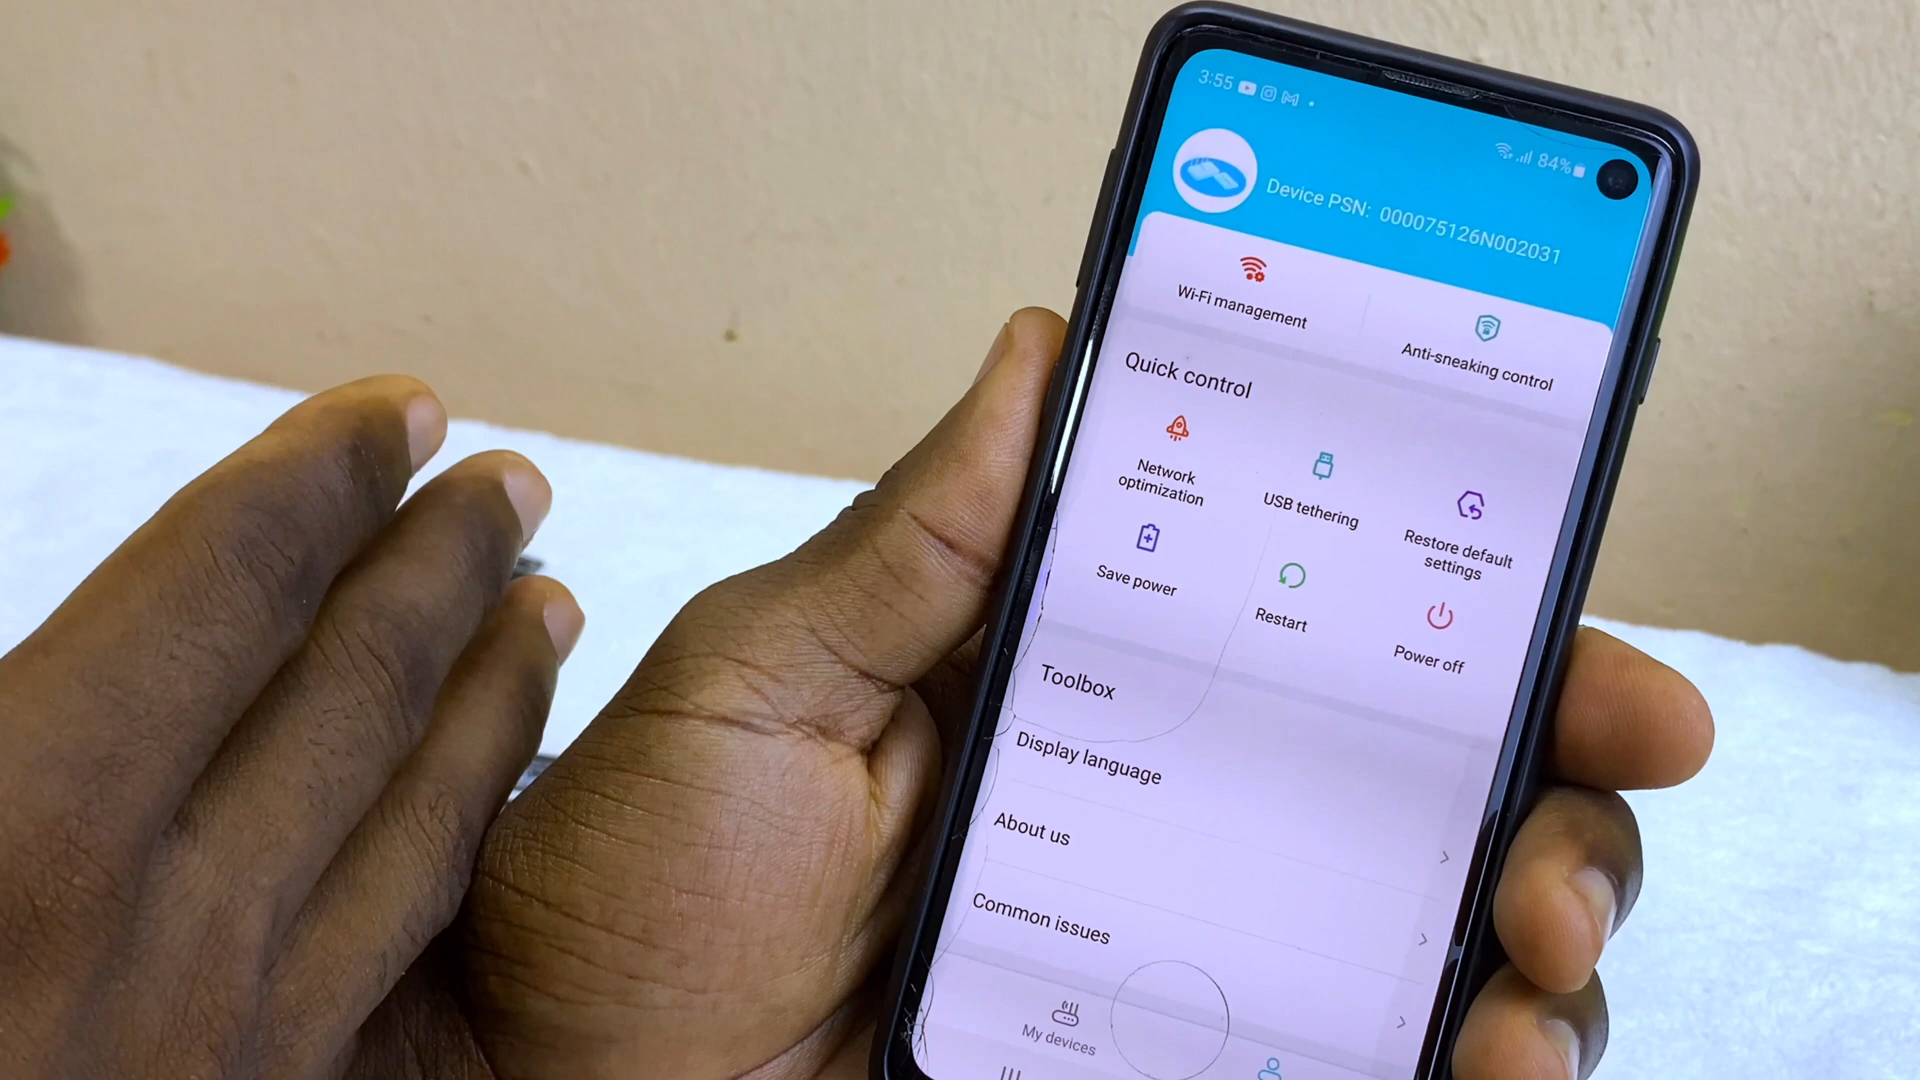 3:55
84%
Device PSN: 000075126N002031
Wi-Fi management
Anti-sneaking control
Quick control
Network
optimization
USB tethering
Restore default
settings
Save power
Restart
Power off
Toolbox
Display language
About us
Common issues
My devices